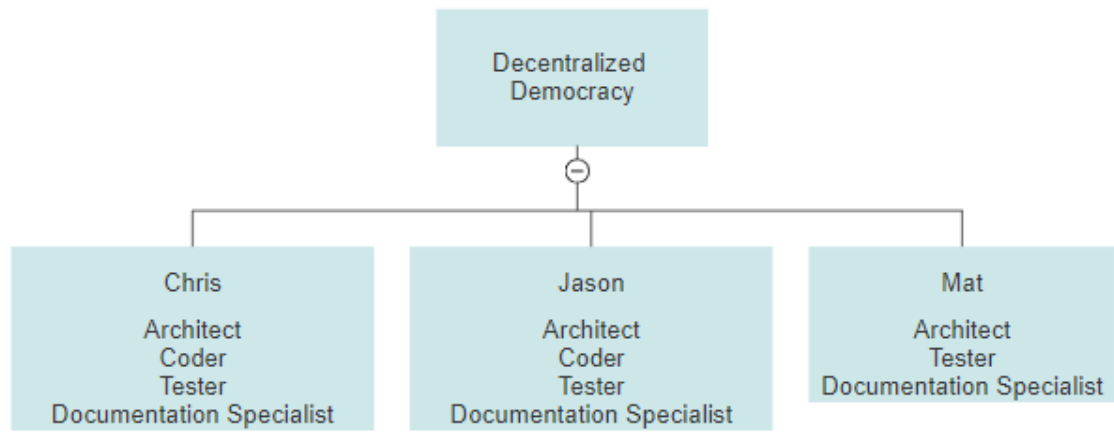 Decentralized
Democracy
Chris
Architect
Coder
Tester
Documentation Specialist
Jason
Architect
Coder
Tester
Documentation Specialist
Mat
Architect
Tester
Documentation Specialist